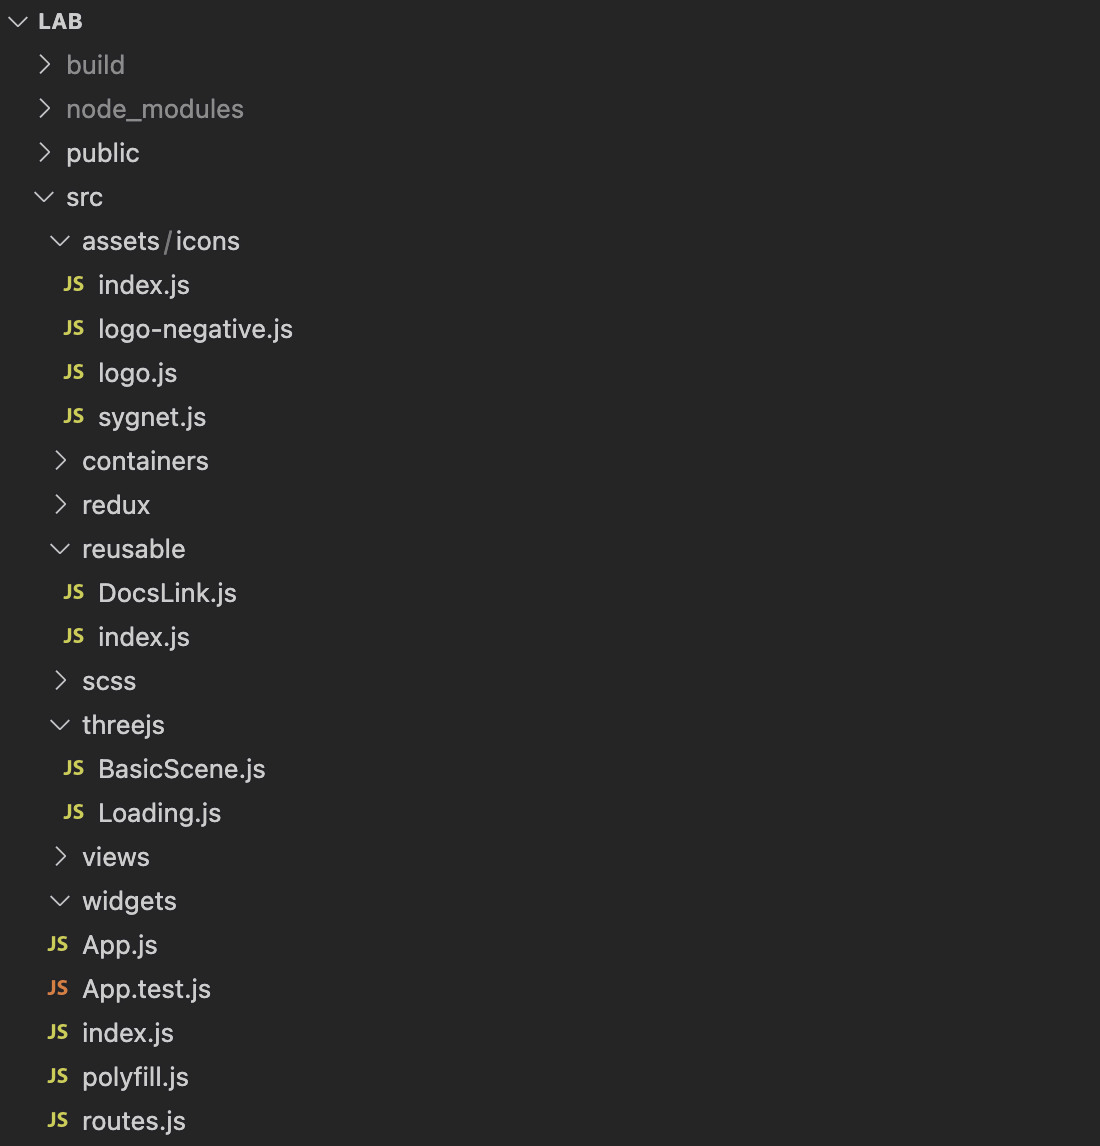 LAB
build
node_modules
public
src
assets/icons
JS index.js
JS logo-negative.js
JS logo.js
JS sygnet.js
containers
redux
reusable
JS DocsLink.js
JS index.js
scss
threejs
JS BasicScene.js
JS Loading.js
views
widgets
JS App.js
JS App.test.js
JS index.js
JS polyfill.js
JS routes.js